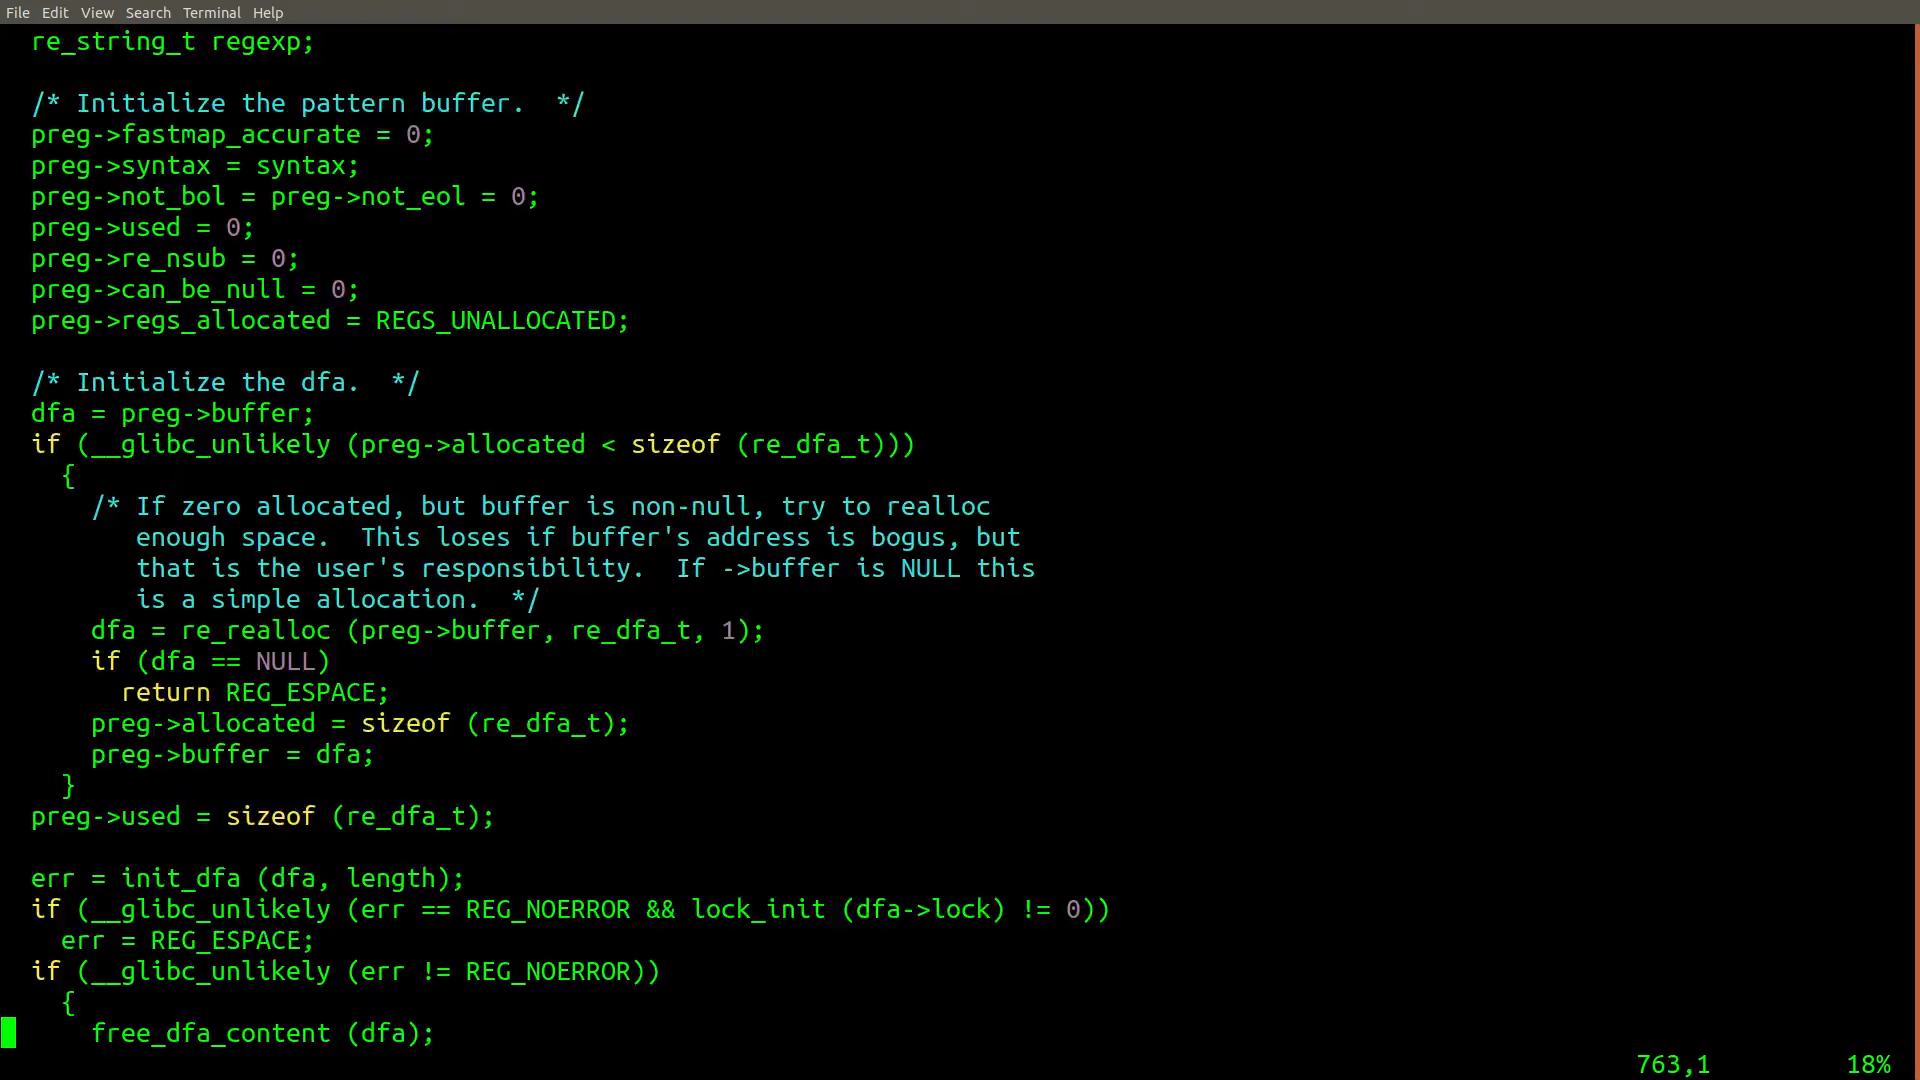 File Edit View Search Terminal Help
re_string_t regexp;
/* Initialize the pattern buffer.  */
preg->fastmap_accurate = 0;
preg->syntax = syntax;
preg->not_bol = preg->not_eol = 0;
preg->used = 0;
preg->re_nsub = 0;
preg->can_be_null = 0;
preg->regs_allocated = REGS_UNALLOCATED;
/* Initialize the dfa.  */
dfa = preg->buffer;
if (__glibc_unlikely (preg->allocated < sizeof (re_dfa_t)))
{
/* If zero allocated, but buffer is non-null, try to realloc
enough space.  This loses if buffer's address is bogus, but
that is the user's responsibility.  If ->buffer is NULL this
is a simple allocation.  */
dfa = re_realloc (preg->buffer, re_dfa_t, 1);
if (dfa == NULL)
return REG_ESPACE;
preg->allocated = sizeof (re_dfa_t);
preg->buffer = dfa;
}
preg->used = sizeof (re_dfa_t);
err = init_dfa (dfa, length);
if (__glibc_unlikely (err == REG_NOERROR && lock_init (dfa->lock) != 0))
err = REG_ESPACE;
if (__glibc_unlikely (err != REG_NOERROR))
{
free_dfa_content (dfa);
763,1 18%